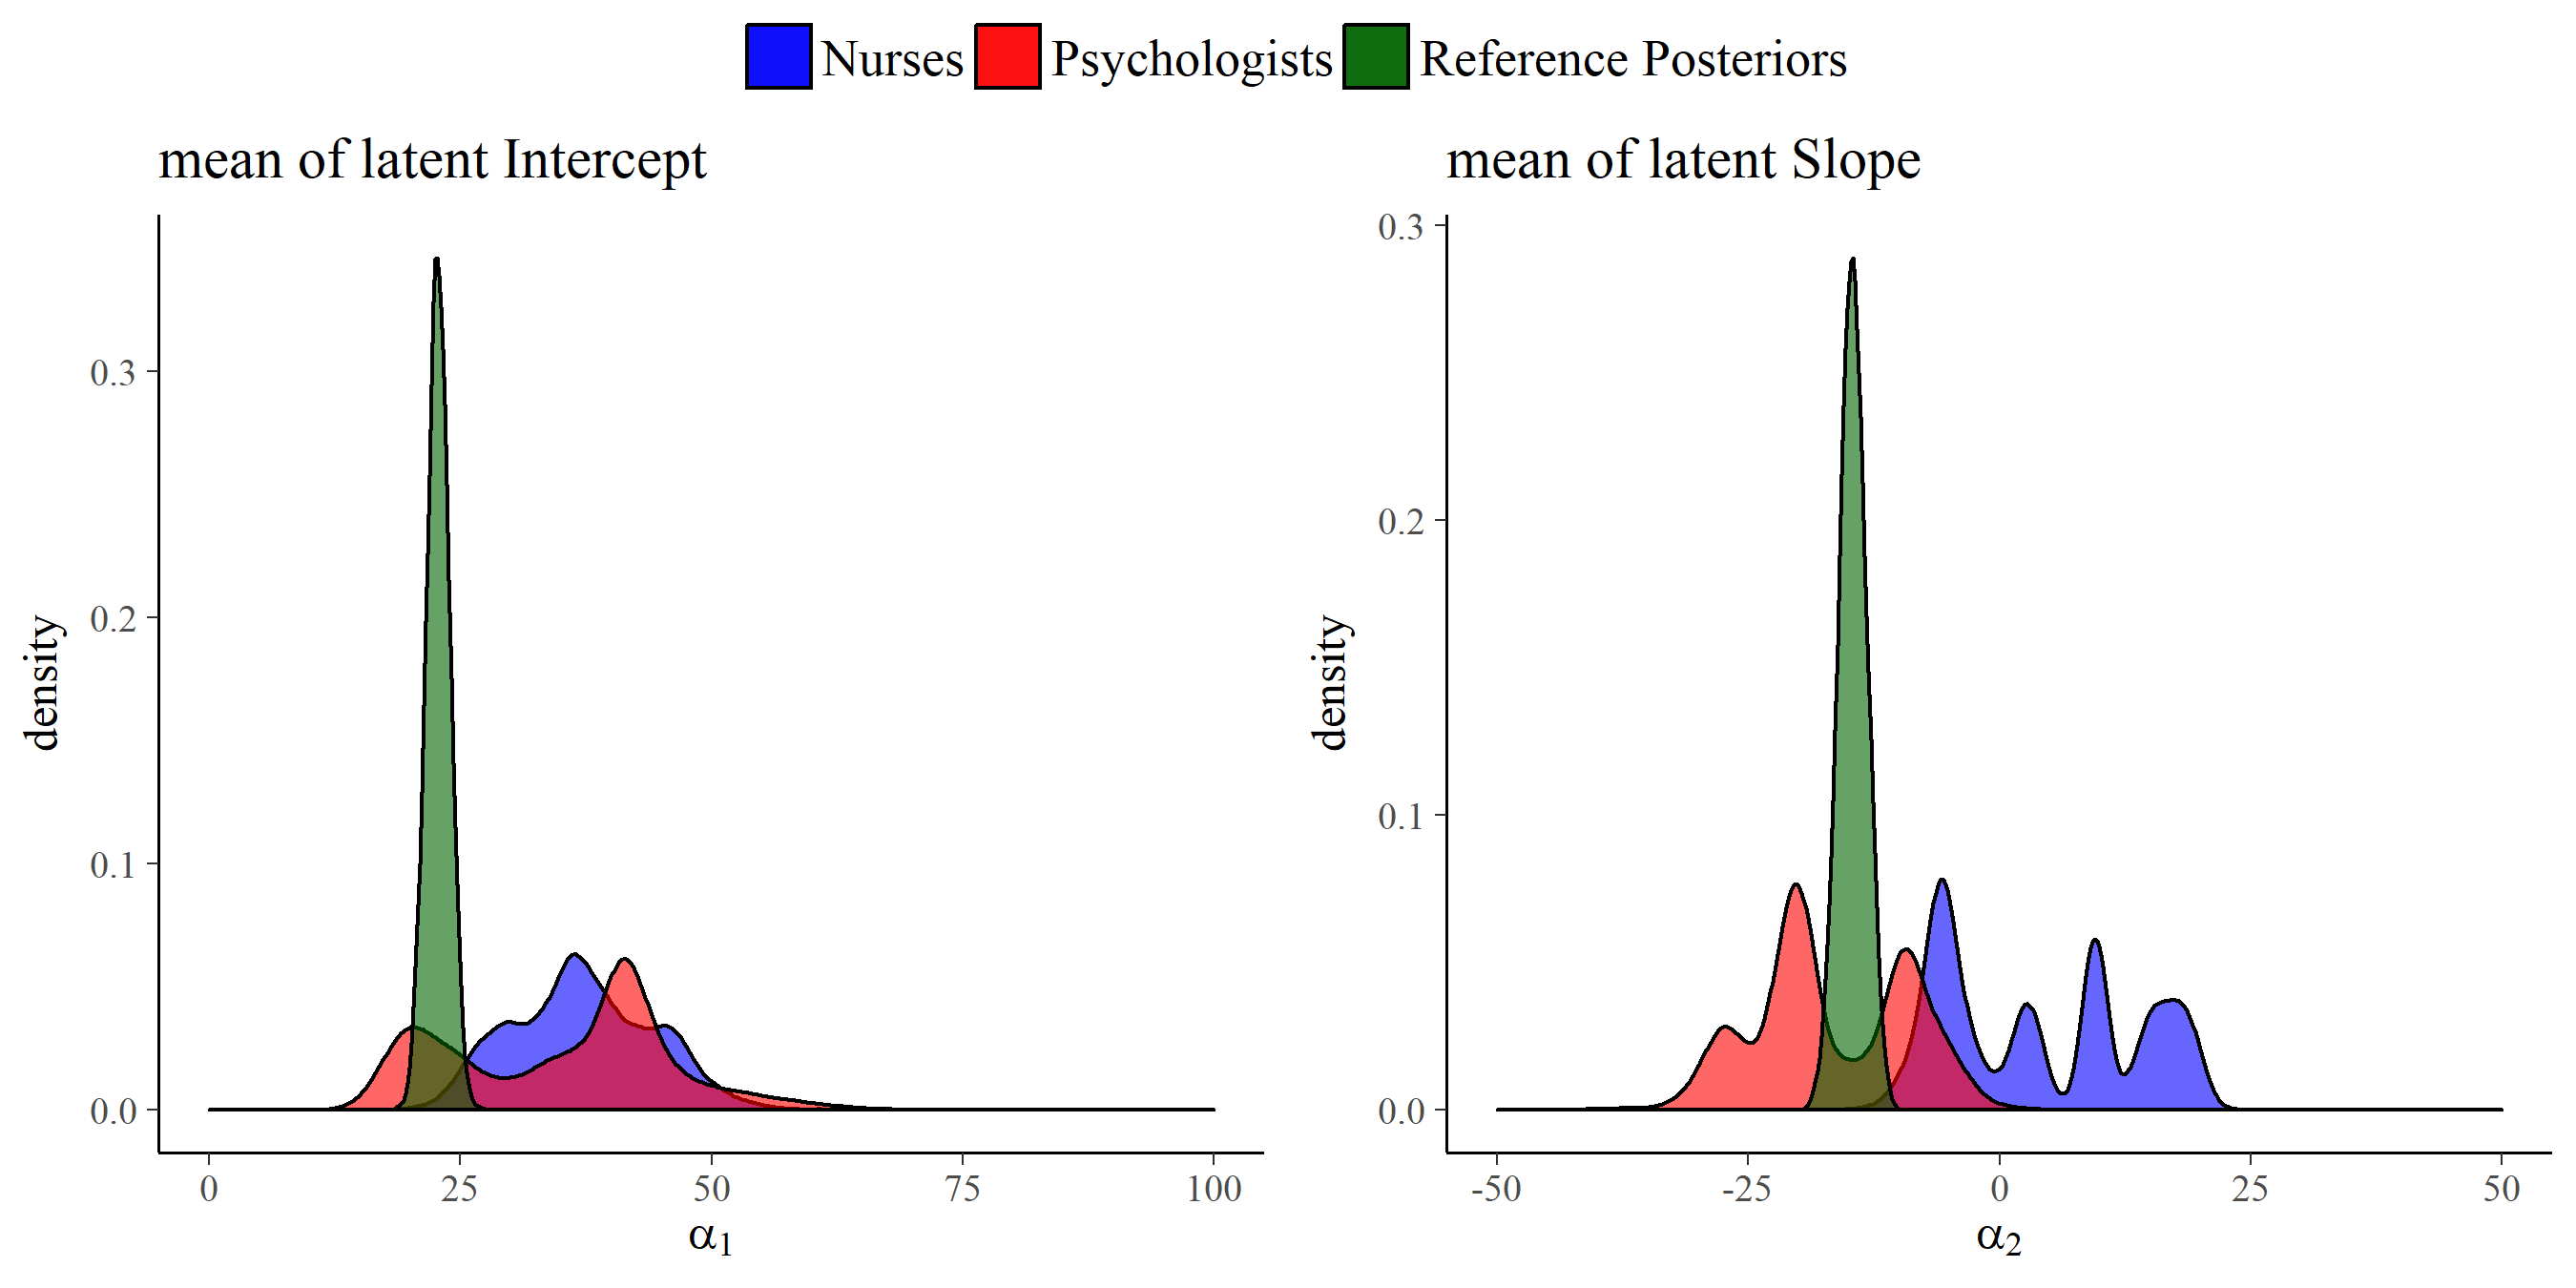 Nurses Psychologists Reference Posteriors
mean of latent Intercept
density
0.3
0.2
0.1
0.0
0 25 50 75 100
α1
mean of latent Slope
density
0.3
0.2
0.1
0.0
-50 -25 0 25 50
α2